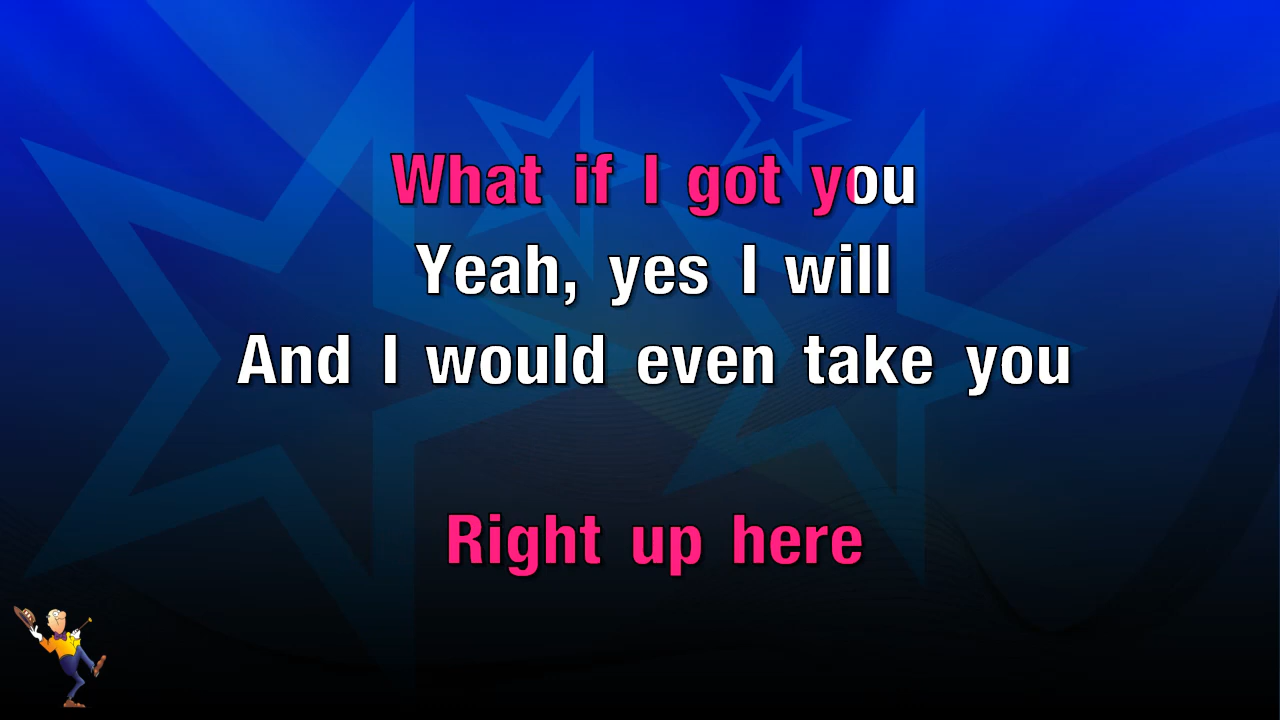 What if I got you
Yeah, yes I will
And I would even take you
Right up here